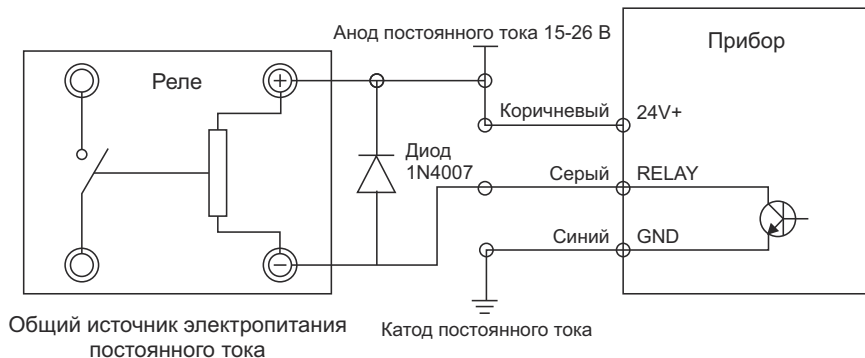 Анод постоянного тока 15-26 В
Прибор
Реле
+
Коричневый
24V+
Диод
1N4007
Серый
RELAY
Синий
GND
−
Общий источник электропитания
постоянного тока
Катод постоянного тока